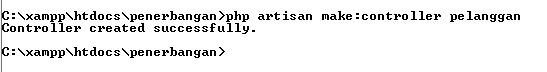 C:\xampp\htdocs\penerbangan>php artisan make:controller pelanggan
Controller created successfully.
C:\xampp\htdocs\penerbangan>